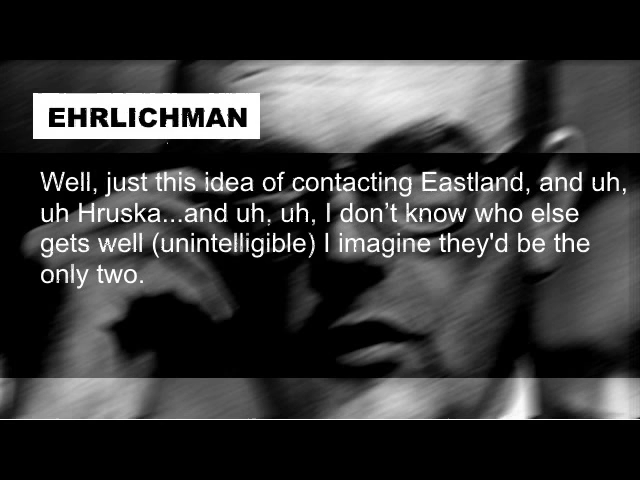 EHRLICHMAN
Well, just this idea of contacting Eastland, and uh,
uh Hruska...and uh, uh, I don’t know who else
gets well (unintelligible) I imagine they'd be the
only two.